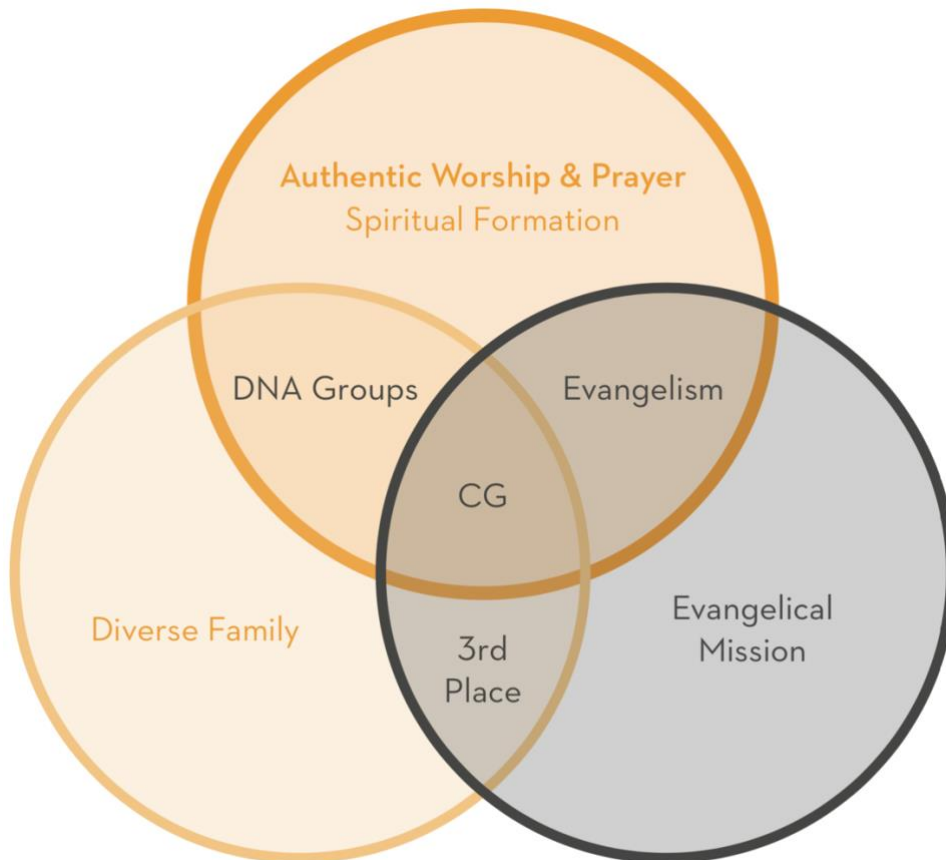 Authentic Worship & Prayer
Spiritual Formation
DNA Groups
Evangelism
CG
Diverse Family
3rd
Place
Evangelical
Mission